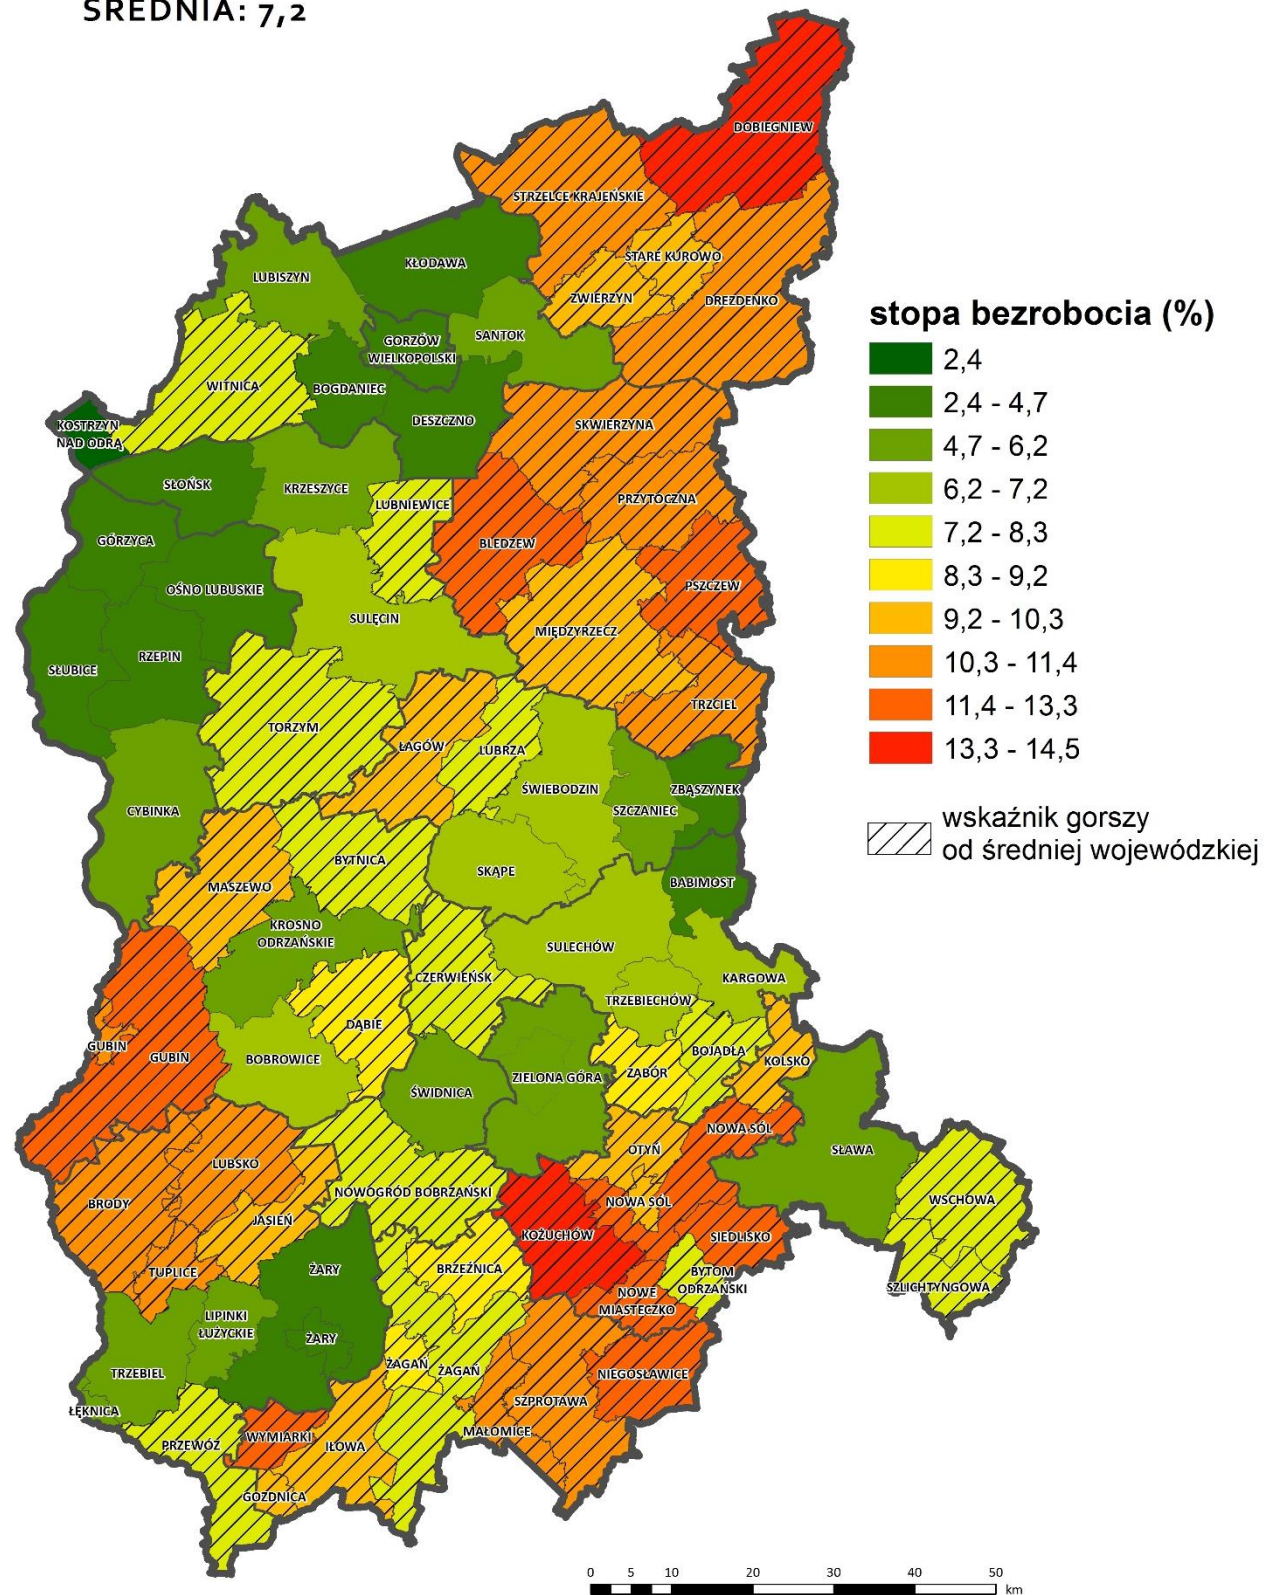 ŚREDNIA: 7,2
DOBIEGNIEW
STRZELCE KRAJEŃSKIE
STARE KUROWO
KŁODAWA
LUBISZYN
ZWIERZYN
DREZDENKO
SANTOK
GORZÓW
WIELKOPOLSKI
WITNICA
BOGDANIEC
DESZCZNO
SKWIERZYNA
KOSTRZYN
NAD ODRĄ
SŁOŃSK
KRZESZYCE
PRZYTOCZNA
LUBNIEWICE
GÓRZYCA
BLEDZEW
PSZCZEW
OŚNO LUBUSKIE
SULĘCIN
MIĘDZYRZECZ
RZEPIN
SŁUBICE
TRZCIEL
TORZYM
ŁAGÓW
LUBRZA
ŚWIEBODZIN
ZBĄSZYNEK
CYBINKA
SZCZANIEC
BYTNICA
SKĄPE
BABIMOST
MASZEWO
KROSNO
ODRZAŃSKIE
SULECHÓW
CZERWIEŃSK
KARGOWA
TRZEBIECHÓW
DĄBIE
GUBIN
GUBIN
BOBROWICE
BOJADŁA
KOLSKO
ZABÓR
ZIELONA GÓRA
ŚWIDNICA
NOWA SÓL
OTYŃ
SŁAWA
LUBSKO
NOWOGRÓD BOBRZAŃSKI
BRODY
NOWA SÓL
WSCHOWA
JASIEŃ
KOŻUCHÓW
SIEDLISKO
TUPLICE
ŻARY
BRZEŹNICA
BYTOM
ODRZAŃSKI
SZLICHTYNGOWA
NOWE
MIASTECZKO
LIPINKI
ŁUŻYCKIE
ŻARY
ŻAGAŃ
ŻAGAŃ
TRZEBIEL
NIEGOSŁAWICE
SZPROTAWA
ŁĘKNICA
MAŁOMICE
PRZEWÓZ
WYMIARKI
IŁOWA
GOZDNICA
stopa bezrobocia (%)
2,4
2,4 - 4,7
4,7 - 6,2
6,2 - 7,2
7,2 - 8,3
8,3 - 9,2
9,2 - 10,3
10,3 - 11,4
11,4 - 13,3
13,3 - 14,5
wskaźnik gorszy
od średniej wojewódzkiej
0 5 10 20 30 40 50
km